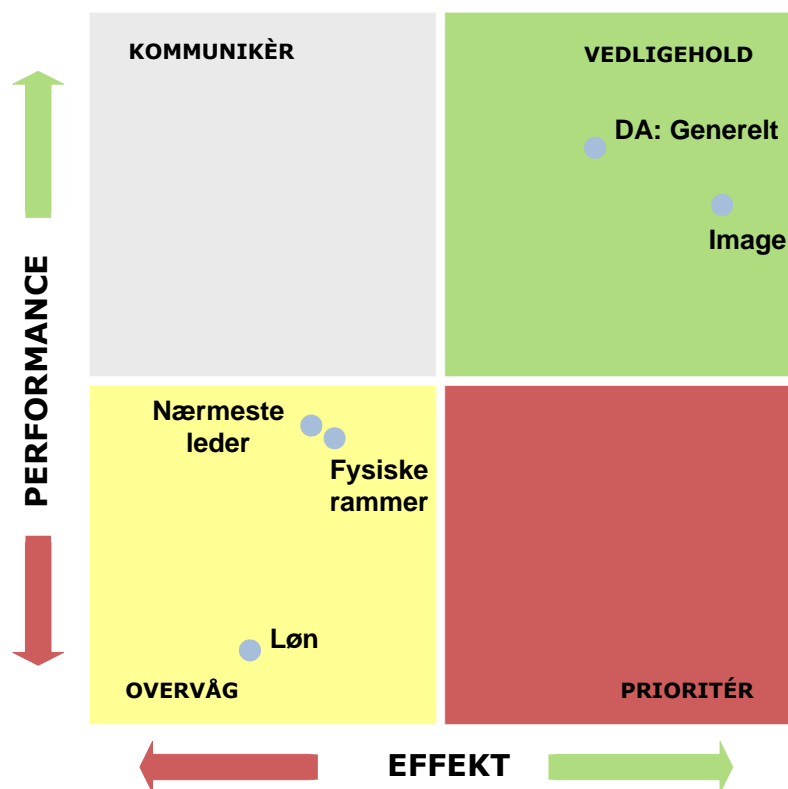 KOMMUNIKÈR
VEDLIGEHOLD
DA: Generelt
Image
PERFORMANCE
Nærmeste
leder
Fysiske
rammer
Løn
OVERVÅG
PRIORITÉR
EFFEKT